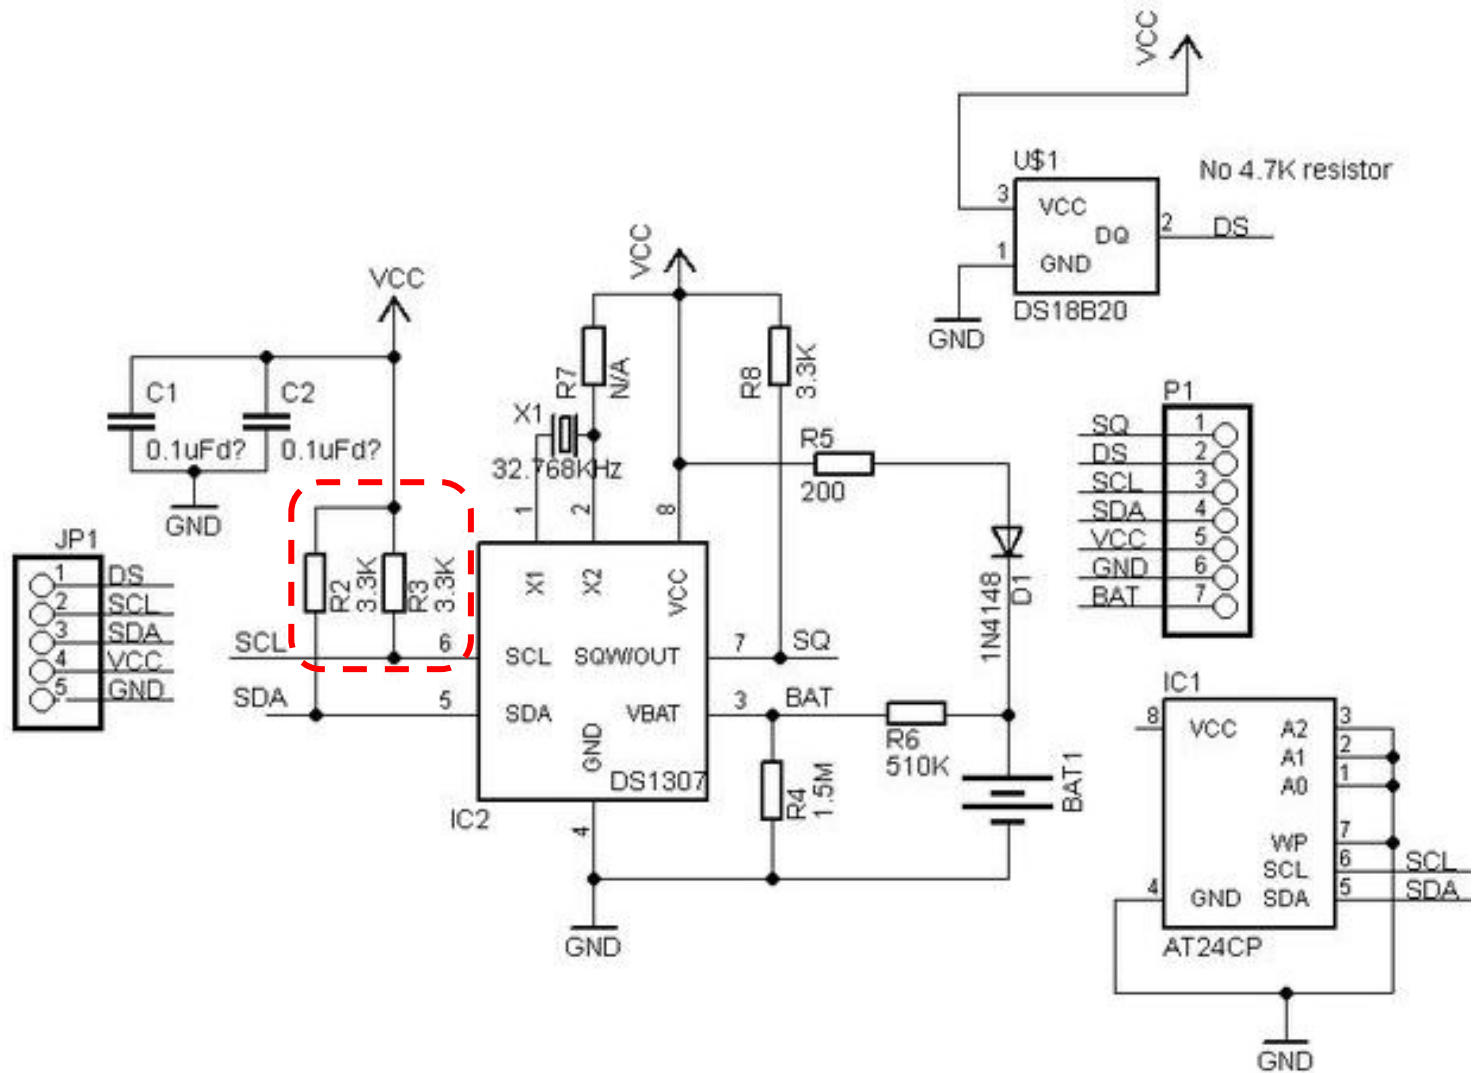 VCC
U$1
No 4.7K resistor
3
VCC
DQ
2
DS
1
GND
DS18B20
GND
VCC
C1
C2
0.1uFd?
0.1uFd?
GND
VCC
R7
N/A
R8
3.3K
X1
32.768KHz
R5
200
1
2
8
R2
3.3K
R3
3.3K
JP1
1
DS
2
SCL
3
SDA
4
VCC
5
GND
SCL
6
SDA
5
X1
X2
VCC
SCL
SQW/OUT
SDA
VBAT
GND
DS1307
IC2
7
SQ
3
BAT
4
GND
R4
1.5M
R6
510K
1N4148
D1
BAT1
P1
SQ
1
DS
2
SCL
3
SDA
4
VCC
5
GND
6
BAT
7
IC1
8
VCC
A2
3
A1
2
A0
1
WP
7
SCL
6
SCL
4
GND
SDA
5
SDA
AT24CP
GND